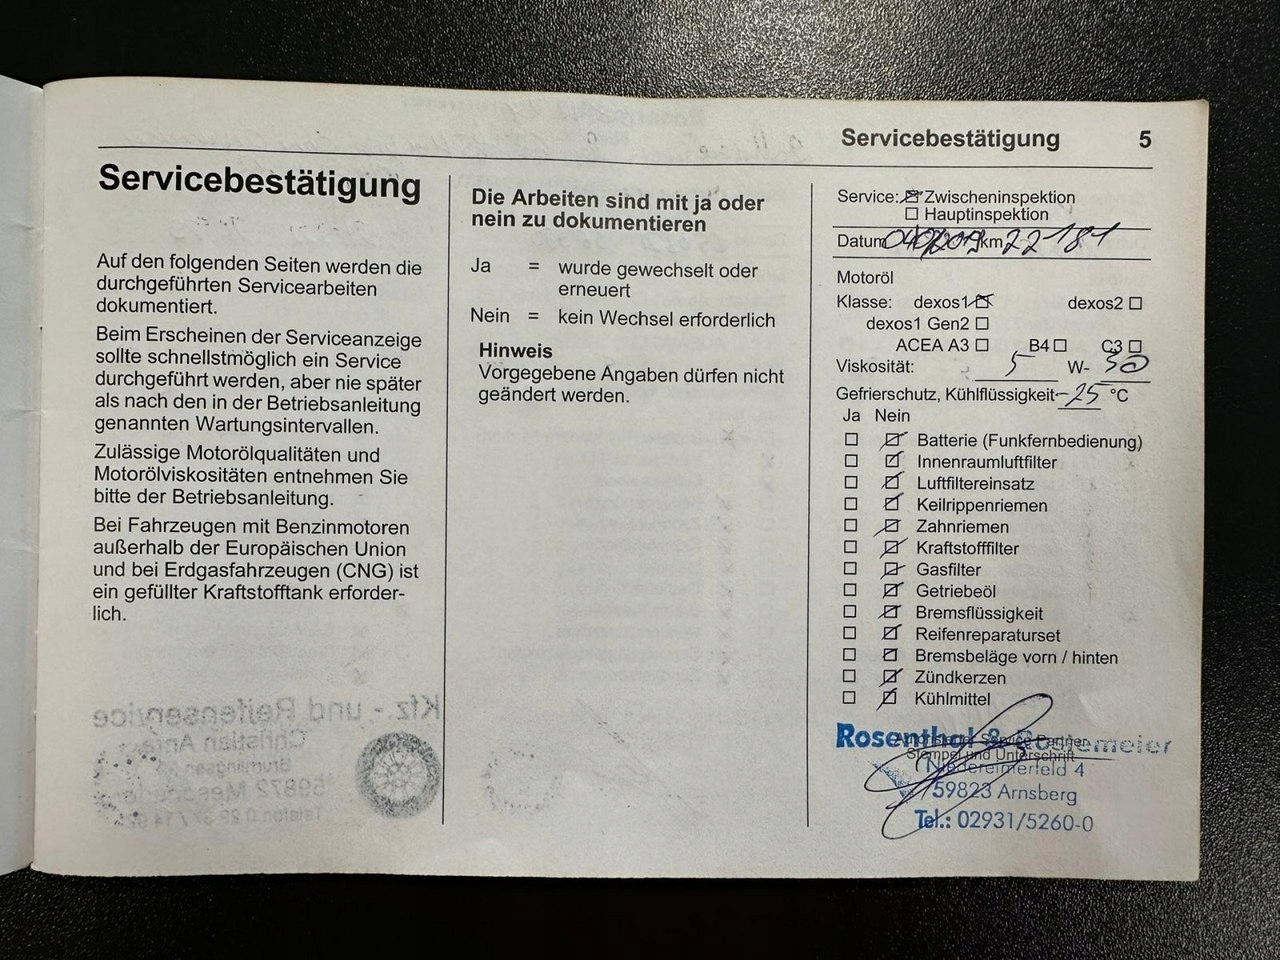 Servicebestätigung 5
Servicebestätigung
Auf den folgenden Seiten werden die
durchgeführten Servicearbeiten
dokumentiert.
Beim Erscheinen der Serviceanzeige
sollte schnellstmöglich ein Service
durchgeführt werden, aber nie später
als nach den in der Betriebsanleitung
genannten Wartungsintervallen.
Zulässige Motorölqualitäten und
Motorölviskositäten entnehmen Sie
bitte der Betriebsanleitung.
Bei Fahrzeugen mit Benzinmotoren
außerhalb der Europäischen Union
und bei Erdgasfahrzeugen (CNG) ist
ein gefüllter Kraftstofftank erforder-
lich.
Die Arbeiten sind mit ja oder
nein zu dokumentieren
Ja = wurde gewechselt oder
erneuert
Nein = kein Wechsel erforderlich
Hinweis
Vorgegebene Angaben dürfen nicht
geändert werden.
Service: Zwischeninspektion
Hauptinspektion
Datum km 22181
Motoröl
Klasse: dexos1 dexos2
dexos1 Gen2
ACEA A3 B4 C3
Viskosität: 5 W- 30
Gefrierschutz, Kühlflüssigkeit -25 °C
Ja Nein
Batterie (Funkfernbedienung)
Innenraumluftfilter
Luftfiltereinsatz
Keilrippenriemen
Zahnriemen
Kraftstofffilter
Gasfilter
Getriebeöl
Bremsflüssigkeit
Reifenreparaturset
Bremsbeläge vorn / hinten
Zündkerzen
Kühlmittel
Rosenthal &
Stempel und Unterschrift
Niedereimerfeld 4
59823 Arnsberg
Tel.: 02931/5260-0